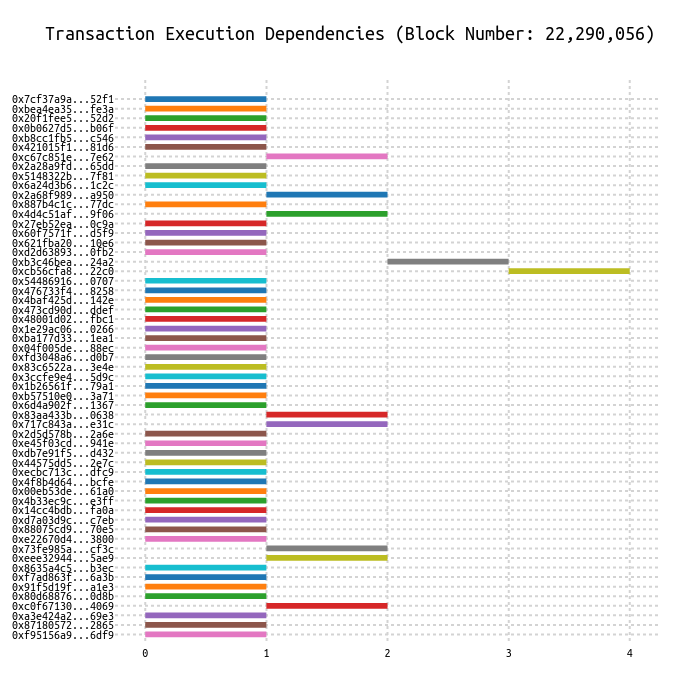 Transaction Execution Dependencies (Block Number: 22,290,056)
0x7cf37a9a...52f1
0xbea4ea35...fe3a
0x20f1fee5...52d2
0x0b0627d5...b06f
0xb8cc1fb5...c546
0x421015f1...81d6
0xc67c851e...7e62
0x2a28a9fd...65dd
0x5148322b...7f81
0x6a24d3b6...1c2c
0x2a68f989...a950
0x887b4c1c...77dc
0x4d4c51af...9f06
0x27eb52ea...0c9a
0x60f7571f...d5f9
0x621fba20...10e6
0xd2d63893...0fb2
0xb3c46bea...24a2
0xcb56cfa8...22c0
0x54486916...0707
0x476733f4...8258
0x4baf425d...142e
0x473cd90d...ddef
0x48001d02...fbc1
0x1e29ac06...0266
0xba177d33...1ea1
0x04f005de...88ec
0xfd3048a6...d0b7
0x83c6522a...3e4e
0x3ccfe9e4...5d9c
0x1b26561f...79a1
0xb57510e0...3a71
0x6d4a902f...1367
0x83aa433b...0638
0x717c843a...e31c
0x2d5d578b...2a6e
0xe45f03cd...941e
0xdb7e91f5...d432
0x44575dd5...2e7c
0xecbc713c...dfc9
0x4f8b4d64...bcfe
0x00eb53de...61a0
0x4b33ec9c...e3ff
0x14cc4bdb...fa0a
0xd7a03d9c...c7eb
0x88075cd9...70e5
0xe22670d4...3800
0x73fe985a...cf3c
0xeee32944...5ae9
0x8635a4c5...b3ec
0xf7ad863f...6a3b
0x91f5d19f...a1e3
0x80d68876...0d8b
0xc0f67130...4069
0xa3e424a2...69e3
0x87180572...2865
0xf95156a9...6df9
0 1 2 3 4